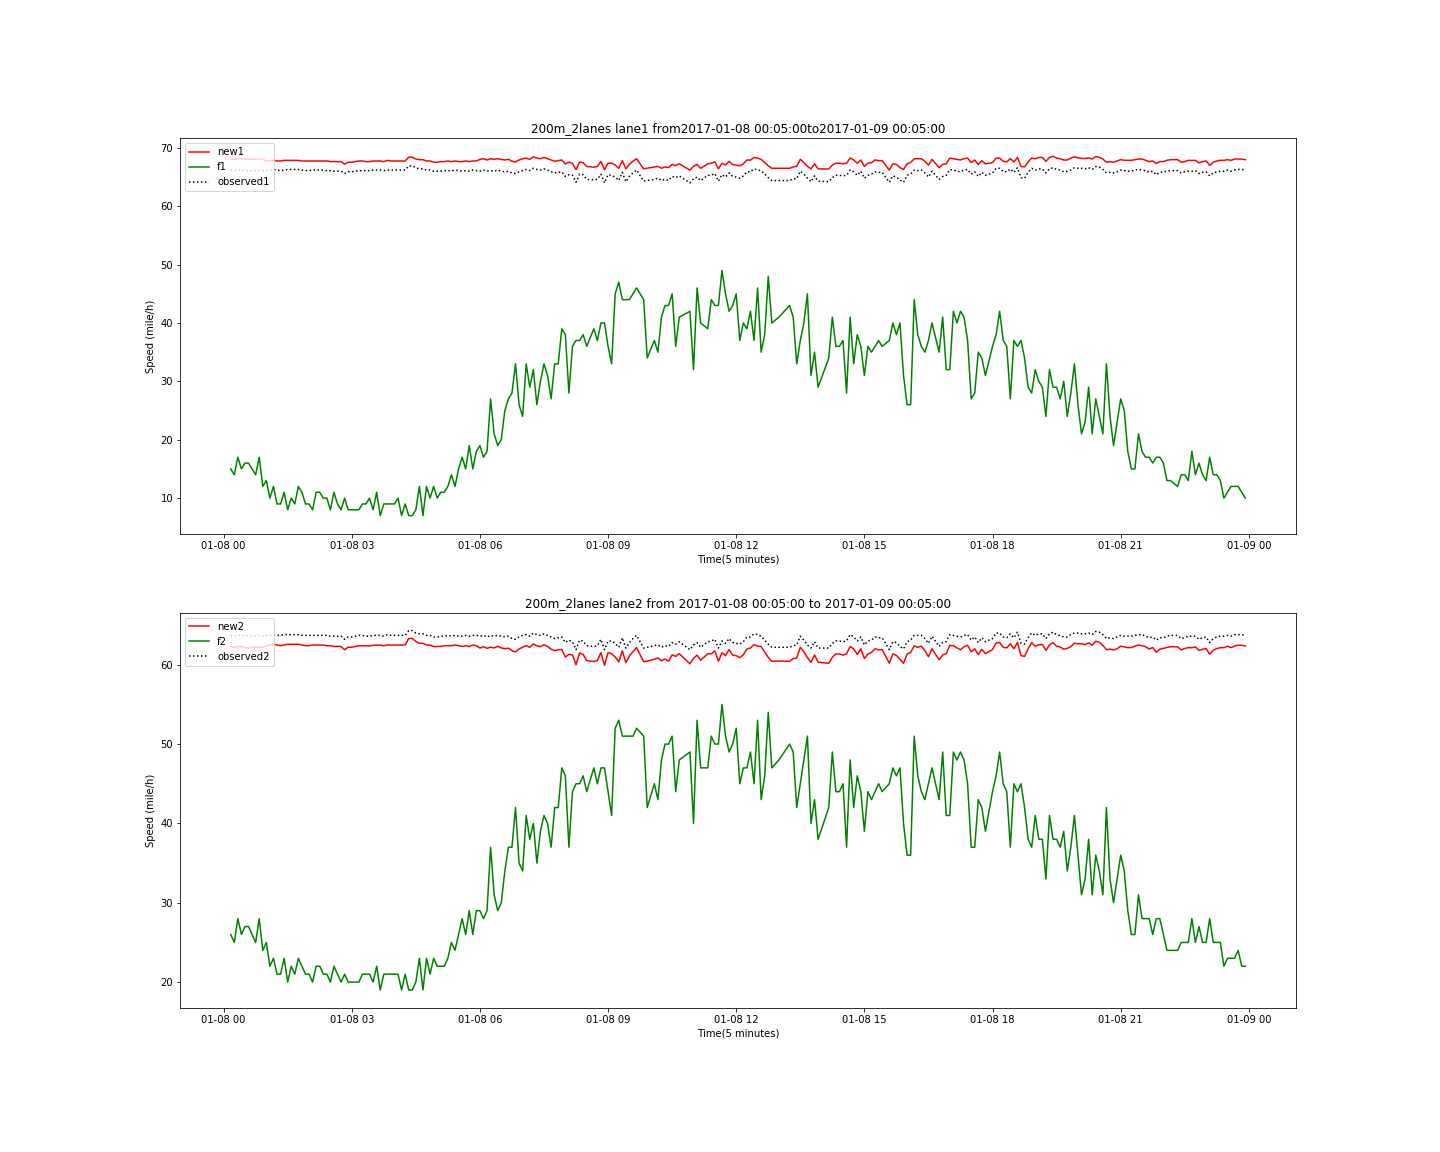 200m_2lanes lane1 from2017-01-08 00:05:00to2017-01-09 00:05:00
new1
f1
observed1
70
60
50
40
30
20
10
Speed (mile/h)
01-08 00 01-08 03 01-08 06 01-08 09 01-08 12 01-08 15 01-08 18 01-08 21 01-09 00
Time(5 minutes)
200m_2lanes lane2 from 2017-01-08 00:05:00 to 2017-01-09 00:05:00
new2
f2
observed2
60
50
40
30
20
Speed (mile/h)
01-08 00 01-08 03 01-08 06 01-08 09 01-08 12 01-08 15 01-08 18 01-08 21 01-09 00
Time(5 minutes)